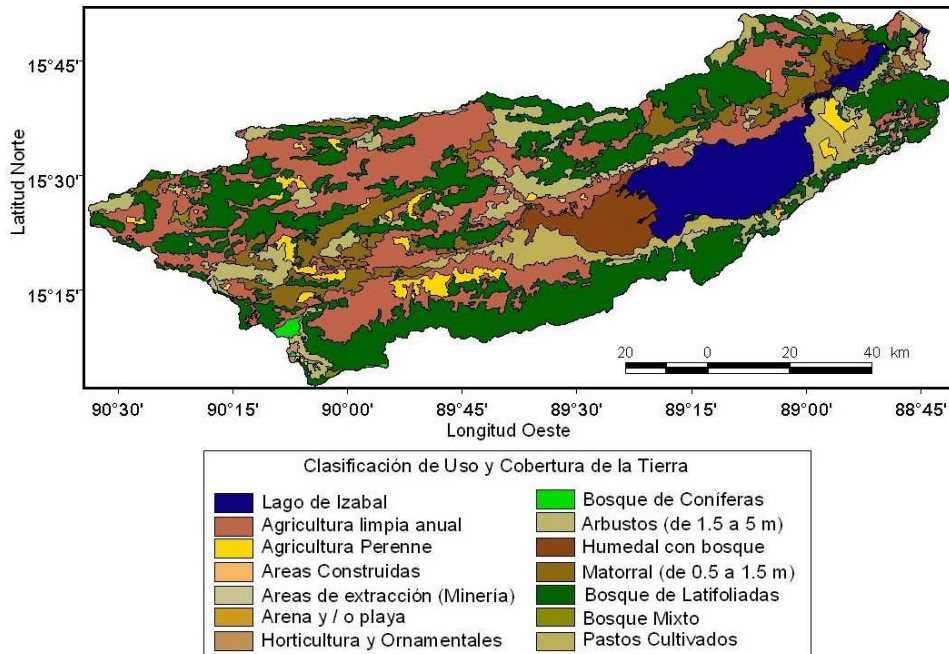 Latitud Norte
15°45'
15°30'
15°15'
20 0 20 40 km
90°30' 90°15' 90°00' 89°45' 89°30' 89°15' 89°00' 88°45'
Longitud Oeste
Clasificación de Uso y Cobertura de la Tierra
Lago de Izabal
Agricultura limpia anual
Agricultura Perenne
Areas Construidas
Areas de extracción (Minería)
Arena y / o playa
Horticultura y Ornamentales
Bosque de Coníferas
Arbustos (de 1.5 a 5 m)
Humedal con bosque
Matorral (de 0.5 a 1.5 m)
Bosque de Latifoliadas
Bosque Mixto
Pastos Cultivados